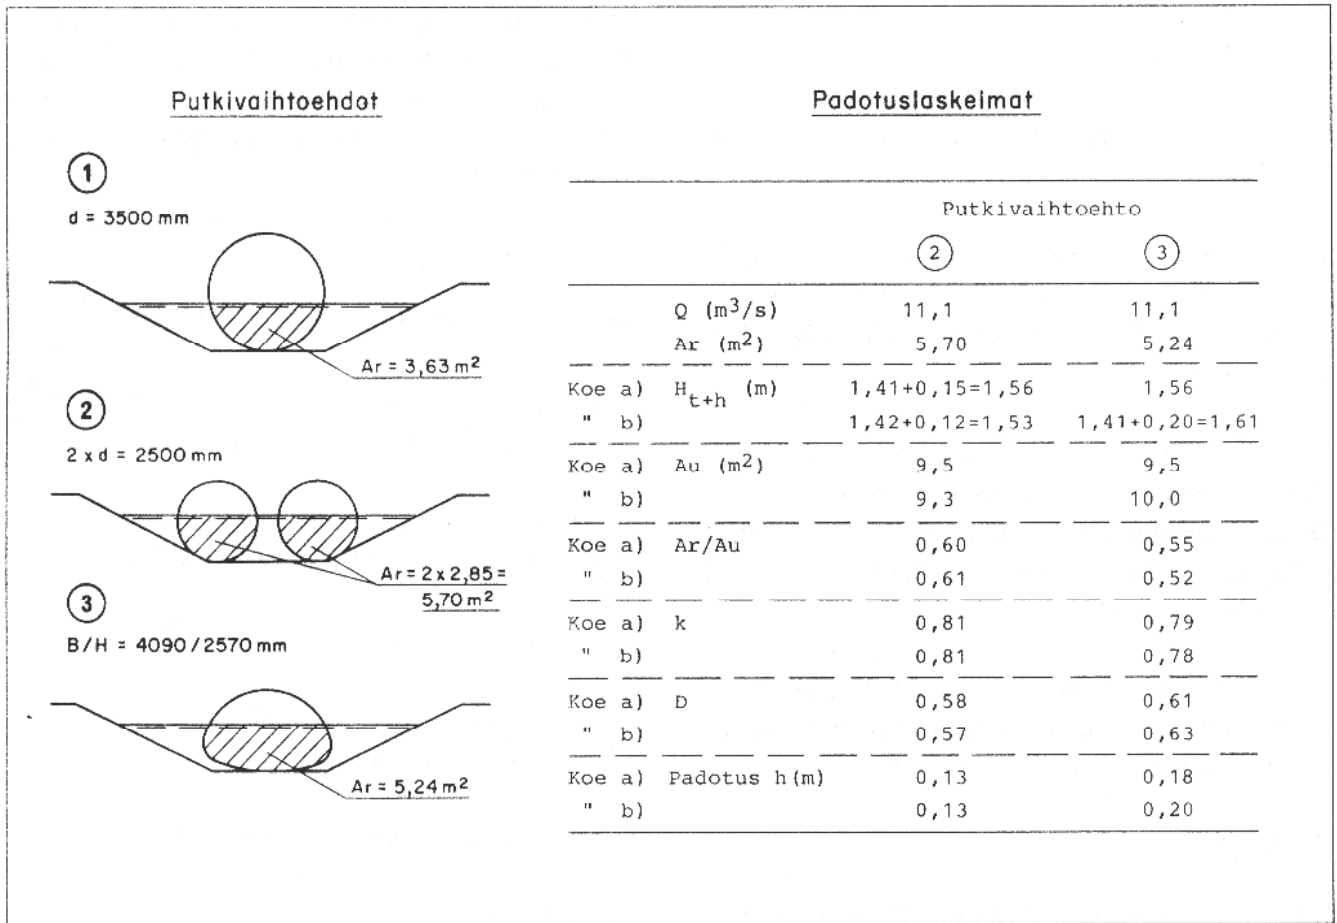 Putkivaihtoehdot
1
d = 3500 mm
Ar = 3,63 m²
2
2 x d = 2500 mm
Ar = 2 x 2,85 =
5,70 m²
3
B/H = 4090 / 2570 mm
Ar = 5,24 m²
Padotuslaskelmat
Putkivaihtoehto
2 3
Q (m³/s) 11,1 11,1
Ar (m²) 5,70 5,24
Koe a) H t+h (m) 1,41+0,15=1,56 1,56
" b) 1,42+0,12=1,53 1,41+0,20=1,61
Koe a) Au (m²) 9,5 9,5
" b) 9,3 10,0
Koe a) Ar/Au 0,60 0,55
" b) 0,61 0,52
Koe a) k 0,81 0,79
" b) 0,81 0,78
Koe a) D 0,58 0,61
" b) 0,57 0,63
Koe a) Padotus h(m) 0,13 0,18
" b) 0,13 0,20